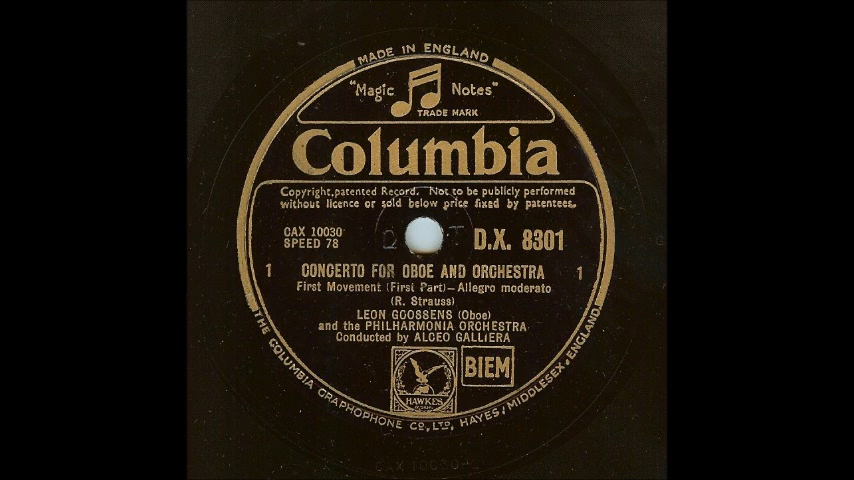 MADE IN ENGLAND
"Magic Notes"
TRADE MARK
Columbia
Copyright, patented Record. Not to be publicly performed
without licence or sold below price fixed by patentees.
CAX 10030
SPEED 78
D.X. 8301
1 CONCERTO FOR OBOE AND ORCHESTRA 1
First Movement (First Part)—Allegro moderato
(R. Strauss)
LEON GOOSSENS (Oboe)
and the PHILHARMONIA ORCHESTRA
Conducted by ALCEO GALLIERA
HAWKES
BIEM
THE COLUMBIA GRAPHOPHONE CO., LTD., HAYES, MIDDLESEX, ENGLAND.
CAX 10030